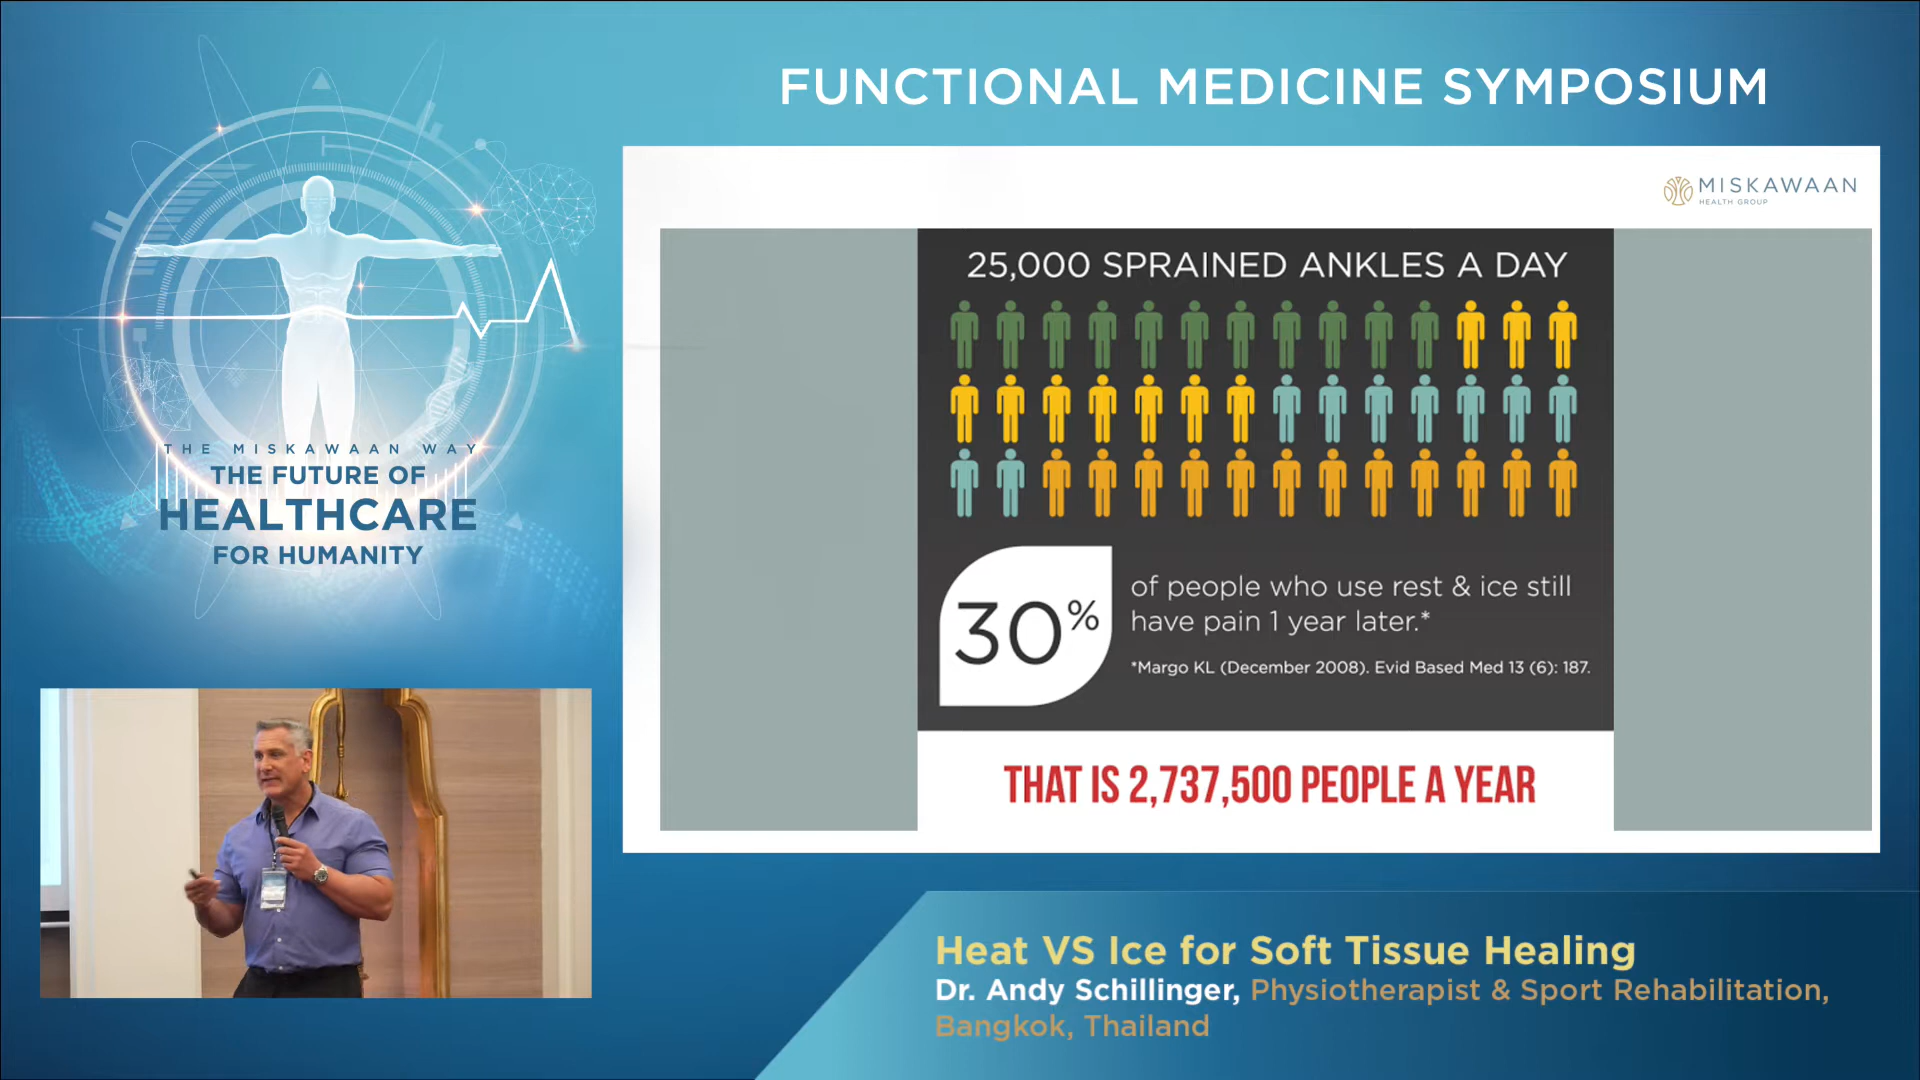 FUNCTIONAL MEDICINE SYMPOSIUM
MISKAWAAN
HEALTH GROUP
25,000 SPRAINED ANKLES A DAY
30%
of people who use rest & ice still
have pain 1 year later.*
*Margo KL (December 2008). Evid Based Med 13 (6): 187.
THAT IS 2,737,500 PEOPLE A YEAR
THE MISKAWAAN WAY
THE FUTURE OF
HEALTHCARE
FOR HUMANITY
Heat VS Ice for Soft Tissue Healing
Dr. Andy Schillinger, Physiotherapist & Sport Rehabilitation,
Bangkok, Thailand